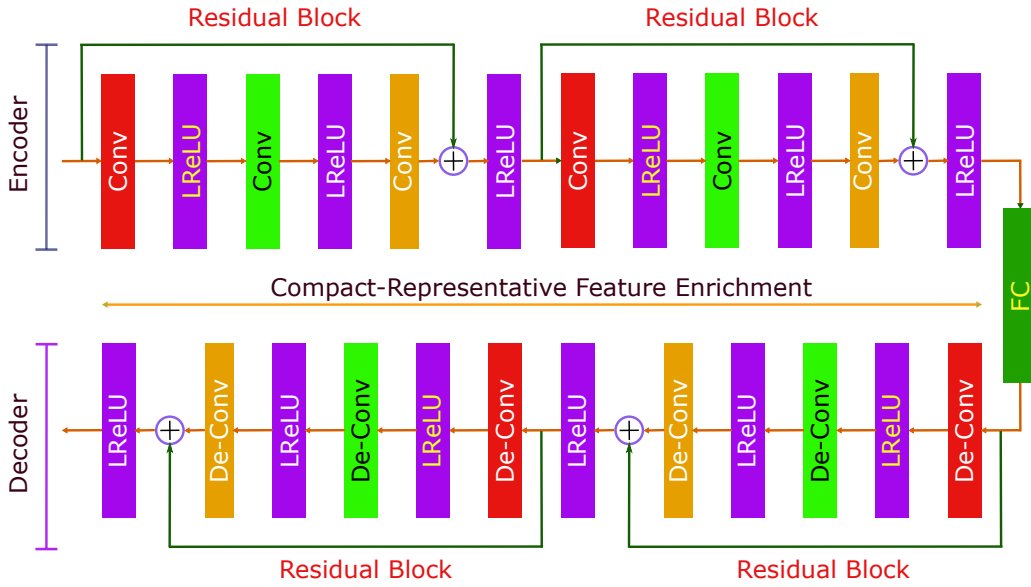 Residual Block
Residual Block
Encoder
Conv
LReLU
Conv
LReLU
Conv
+
LReLU
Conv
LReLU
Conv
LReLU
Conv
+
LReLU
FC
Compact-Representative Feature Enrichment
Decoder
LReLU
+
De-Conv
LReLU
De-Conv
LReLU
De-Conv
LReLU
+
De-Conv
LReLU
De-Conv
LReLU
De-Conv
Residual Block
Residual Block